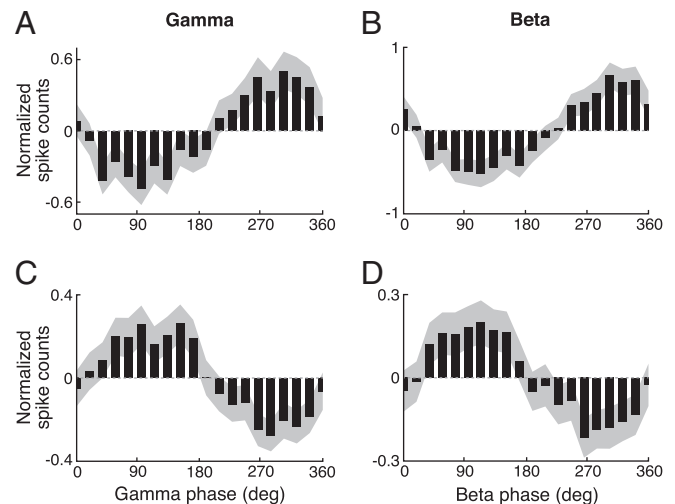 A Gamma
B Beta
Normalized
spike counts
0.6
0
-0.6
0 90 180 270 360
1
0
-1
0 90 180 270 360
C
D
Normalized
spike counts
0.4
0
-0.4
0 90 180 270 360
Gamma phase (deg)
0.3
0
-0.3
0 90 180 270 360
Beta phase (deg)